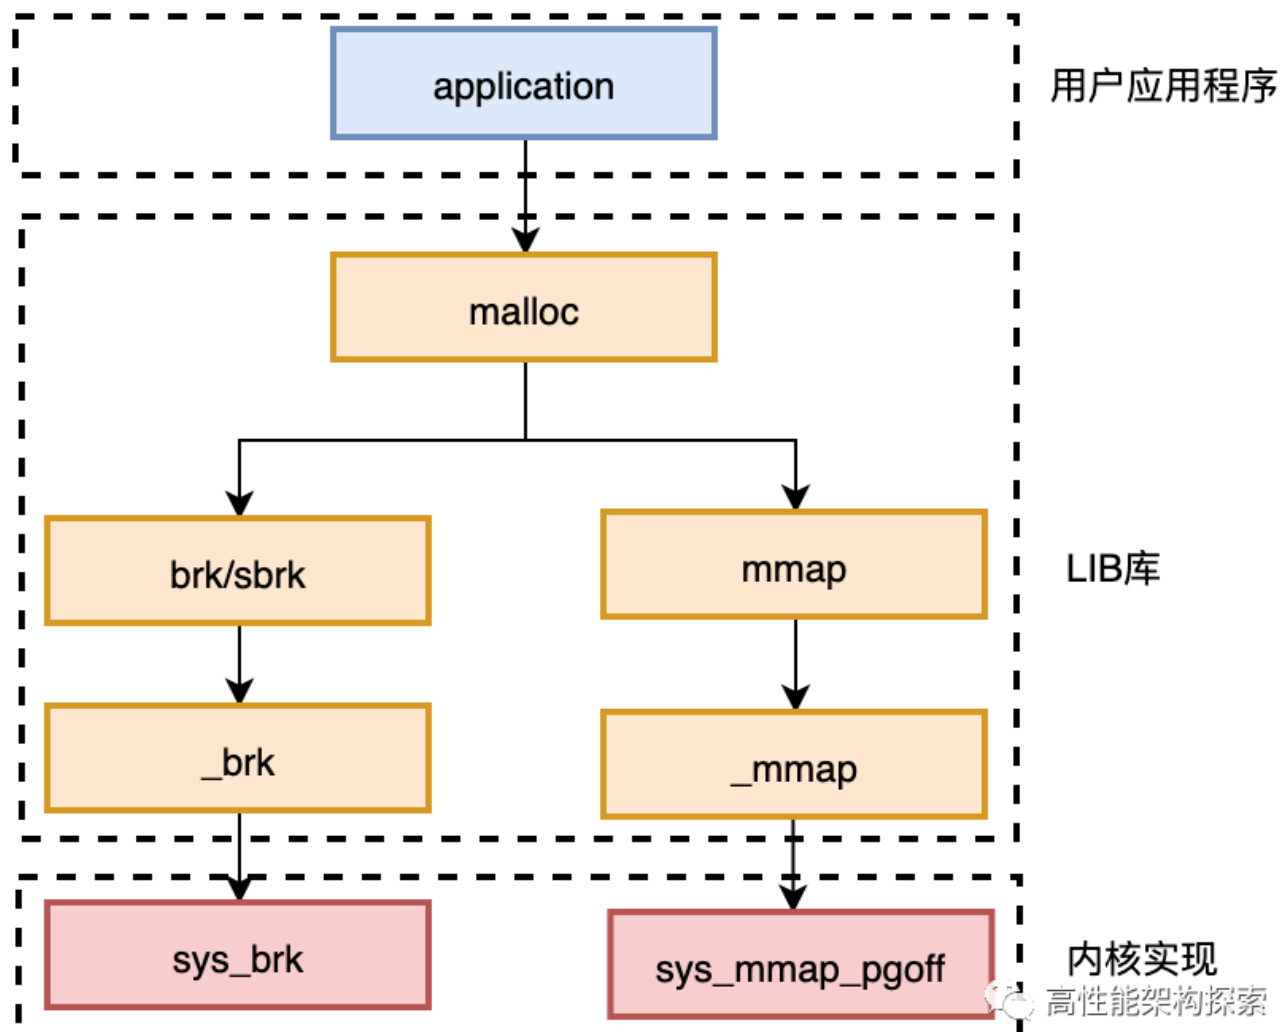 application
用户应用程序
malloc
brk/sbrk
mmap
LIB库
_brk
_mmap
sys_brk
sys_mmap_pgoff
内核实现
高性能架构探索